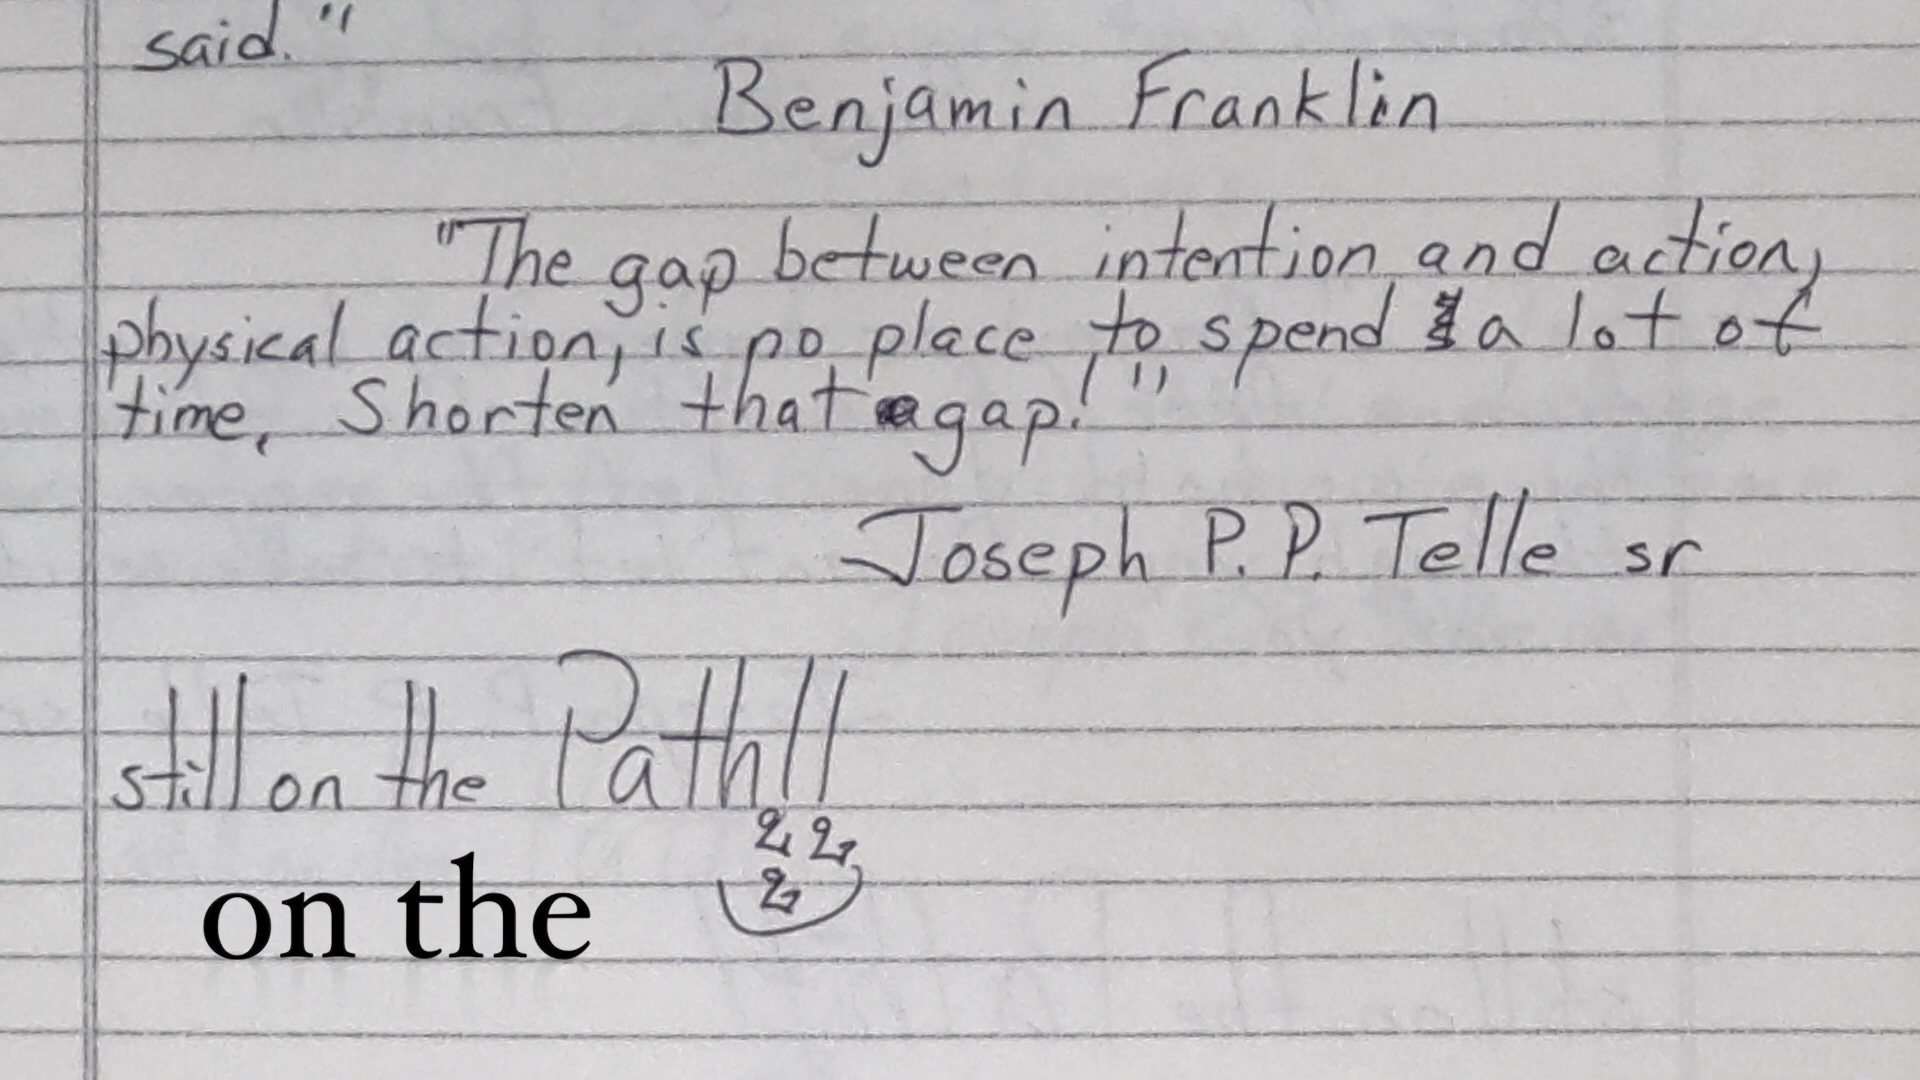 said."
Benjamin Franklin
"The gap between intention and action,
physical action, is no place to spend a lot of
time. Shorten that gap!"
Joseph P. P. Telle sr
still on the Path!!
on the